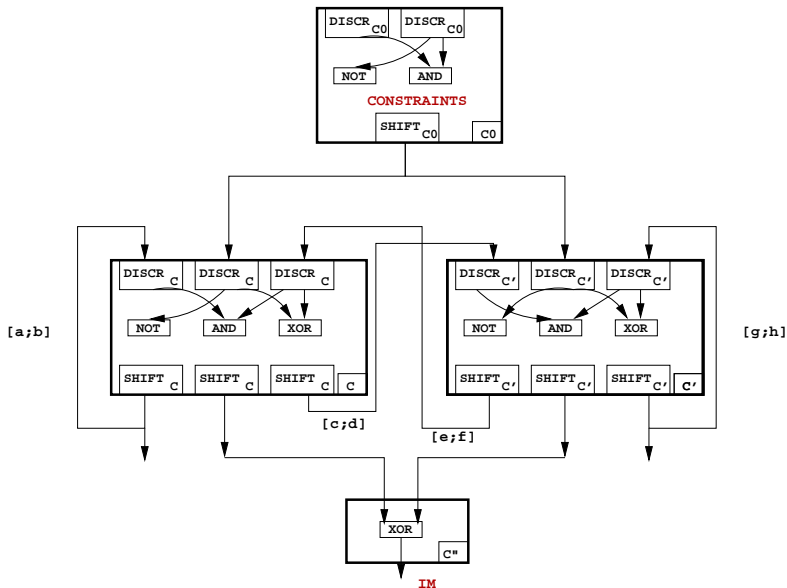 DISCR C0 DISCR C0
NOT AND
CONSTRAINTS
SHIFT C0 C0
DISCR C DISCR C DISCR C
NOT AND XOR
SHIFT C SHIFT C SHIFT C C
[a;b]
[c;d]
DISCR C' DISCR C' DISCR C'
NOT AND XOR
SHIFT C' SHIFT C' SHIFT C' C'
[g;h]
[e;f]
XOR
C"
IM